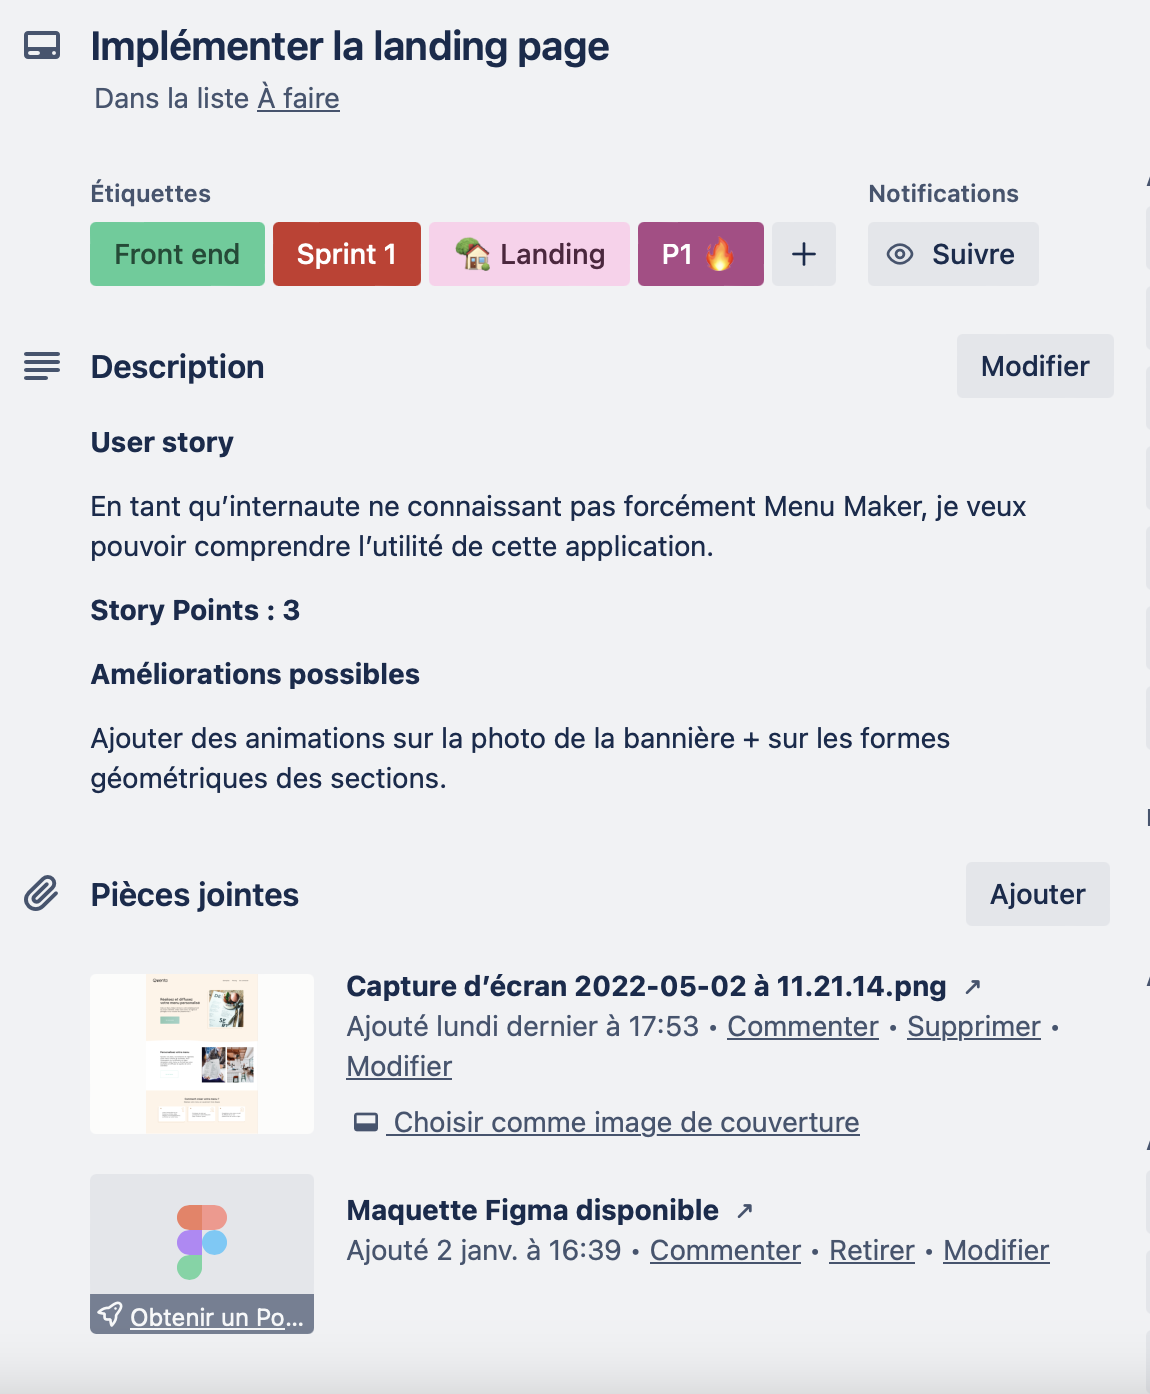 Implémenter la landing page
Dans la liste À faire
Étiquettes
Notifications
Front end
Sprint 1
🏡 Landing
P1 🔥
+
Suivre
Description
Modifier
User story
En tant qu’internaute ne connaissant pas forcément Menu Maker, je veux
pouvoir comprendre l’utilité de cette application.
Story Points : 3
Améliorations possibles
Ajouter des animations sur la photo de la bannière + sur les formes
géométriques des sections.
Pièces jointes
Ajouter
Capture d’écran 2022-05-02 à 11.21.14.png ↗
Ajouté lundi dernier à 17:53 • Commenter • Supprimer •
Modifier
Choisir comme image de couverture
Maquette Figma disponible ↗
Ajouté 2 janv. à 16:39 • Commenter • Retirer • Modifier
Obtenir un Po...